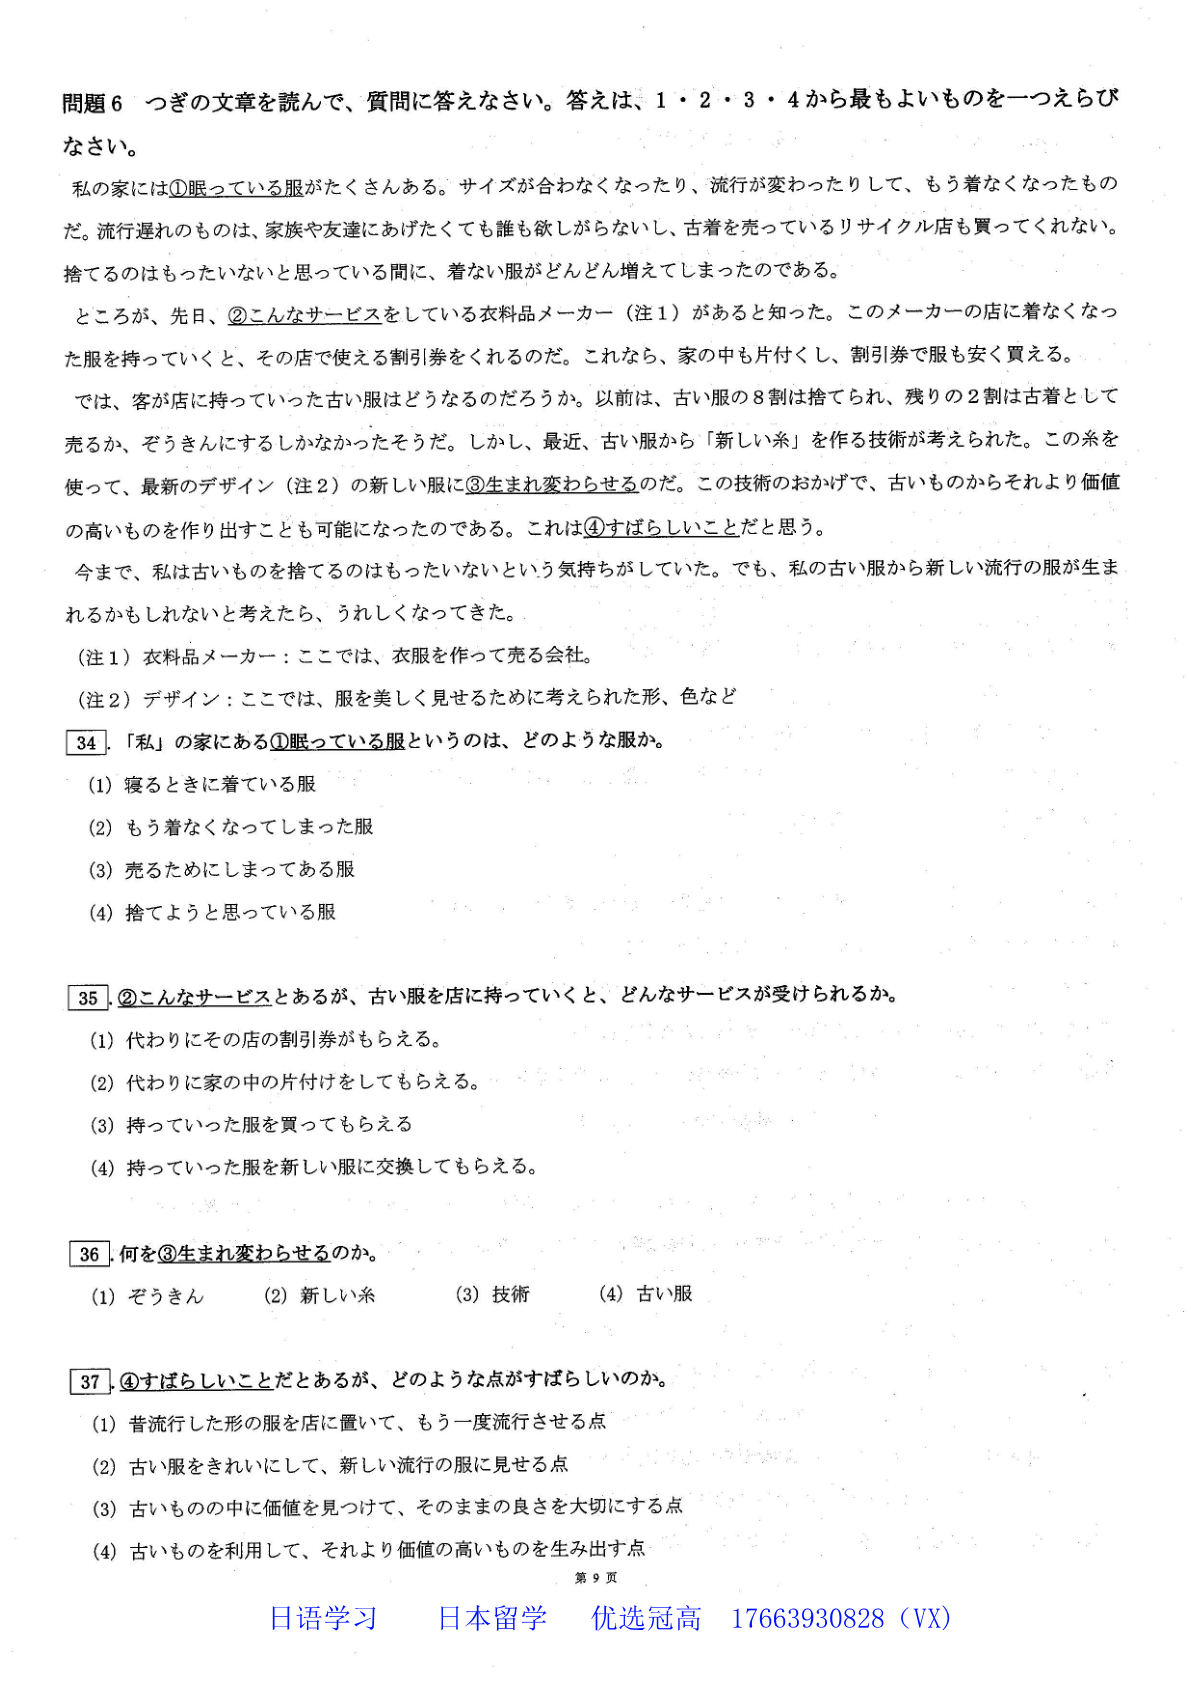 問題6　つぎの文章を読んで、質問に答えなさい。答えは、1・2・3・4から最もよいものを一つえらび
なさい。
私の家には①眠っている服がたくさんある。サイズが合わなくなったり、流行が変わったりして、もう着なくなったもの
だ。流行遅れのものは、家族や友達にあげたくても誰も欲しがらないし、古着を売っているリサイクル店も買ってくれない。
捨てるのはもったいないと思っている間に、着ない服がどんどん増えてしまったのである。
ところが、先日、②こんなサービスをしている衣料品メーカー（注1）があると知った。このメーカーの店に着なくなっ
た服を持っていくと、その店で使える割引券をくれるのだ。これなら、家の中も片付くし、割引券で服も安く買える。
では、客が店に持っていった古い服はどうなるのだろうか。以前は、古い服の8割は捨てられ、残りの2割は古着として
売るか、ぞうきんにするしかなかったそうだ。しかし、最近、古い服から「新しい糸」を作る技術が考えられた。この糸を
使って、最新のデザイン（注2）の新しい服に③生まれ変わらせるのだ。この技術のおかげで、古いものからそれより価値
の高いものを作り出すことも可能になったのである。これは④すばらしいことだと思う。
今まで、私は古いものを捨てるのはもったいないという気持ちがしていた。でも、私の古い服から新しい流行の服が生ま
れるかもしれないと考えたら、うれしくなってきた。
（注1）衣料品メーカー：ここでは、衣服を作って売る会社。
（注2）デザイン：ここでは、服を美しく見せるために考えられた形、色など
34.「私」の家にある①眠っている服というのは、どのような服か。
(1) 寝るときに着ている服
(2) もう着なくなってしまった服
(3) 売るためにしまってある服
(4) 捨てようと思っている服
35.②こんなサービスとあるが、古い服を店に持っていくと、どんなサービスが受けられるか。
(1) 代わりにその店の割引券がもらえる。
(2) 代わりに家の中の片付けをしてもらえる。
(3) 持っていった服を買ってもらえる
(4) 持っていった服を新しい服に交換してもらえる。
36.何を③生まれ変わらせるのか。
(1) ぞうきん　(2) 新しい糸　(3) 技術　(4) 古い服
37.④すばらしいことだとあるが、どのような点がすばらしいのか。
(1) 昔流行した形の服を店に置いて、もう一度流行させる点
(2) 古い服をきれいにして、新しい流行の服に見せる点
(3) 古いものの中に価値を見つけて、そのままの良さを大切にする点
(4) 古いものを利用して、それより価値の高いものを生み出す点
第 9 页
日语学习　日本留学　优选冠高　17663930828（VX)